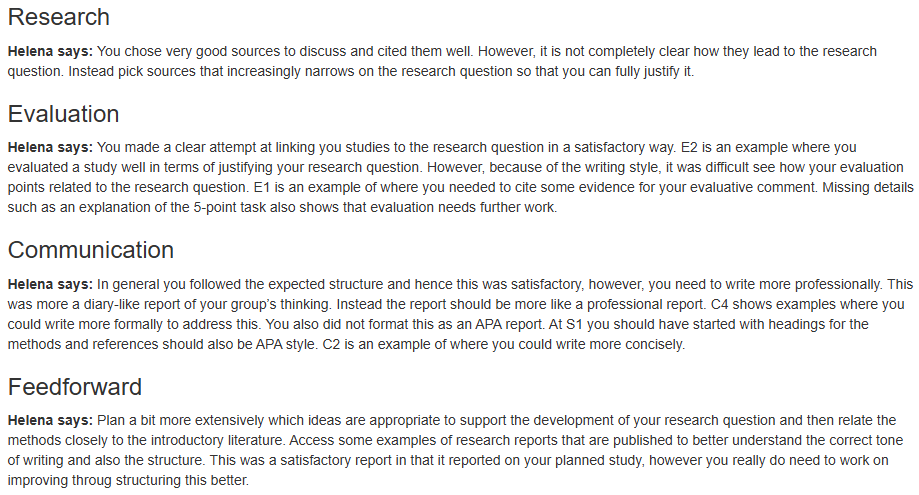 Research
Helena says: You chose very good sources to discuss and cited them well. However, it is not completely clear how they lead to the research
question. Instead pick sources that increasingly narrows on the research question so that you can fully justify it.
Evaluation
Helena says: You made a clear attempt at linking you studies to the research question in a satisfactory way. E2 is an example where you
evaluated a study well in terms of justifying your research question. However, because of the writing style, it was difficult see how your evaluation
points related to the research question. E1 is an example of where you needed to cite some evidence for your evaluative comment. Missing details
such as an explanation of the 5-point task also shows that evaluation needs further work.
Communication
Helena says: In general you followed the expected structure and hence this was satisfactory, however, you need to write more professionally. This
was more a diary-like report of your group's thinking. Instead the report should be more like a professional report. C4 shows examples where you
could write more formally to address this. You also did not format this as an APA report. At S1 you should have started with headings for the
methods and references should also be APA style. C2 is an example of where you could write more concisely.
Feedforward
Helena says: Plan a bit more extensively which ideas are appropriate to support the development of your research question and then relate the
methods closely to the introductory literature. Access some examples of research reports that are published to better understand the correct tone
of writing and also the structure. This was a satisfactory report in that it reported on your planned study, however you really do need to work on
improving throug structuring this better.